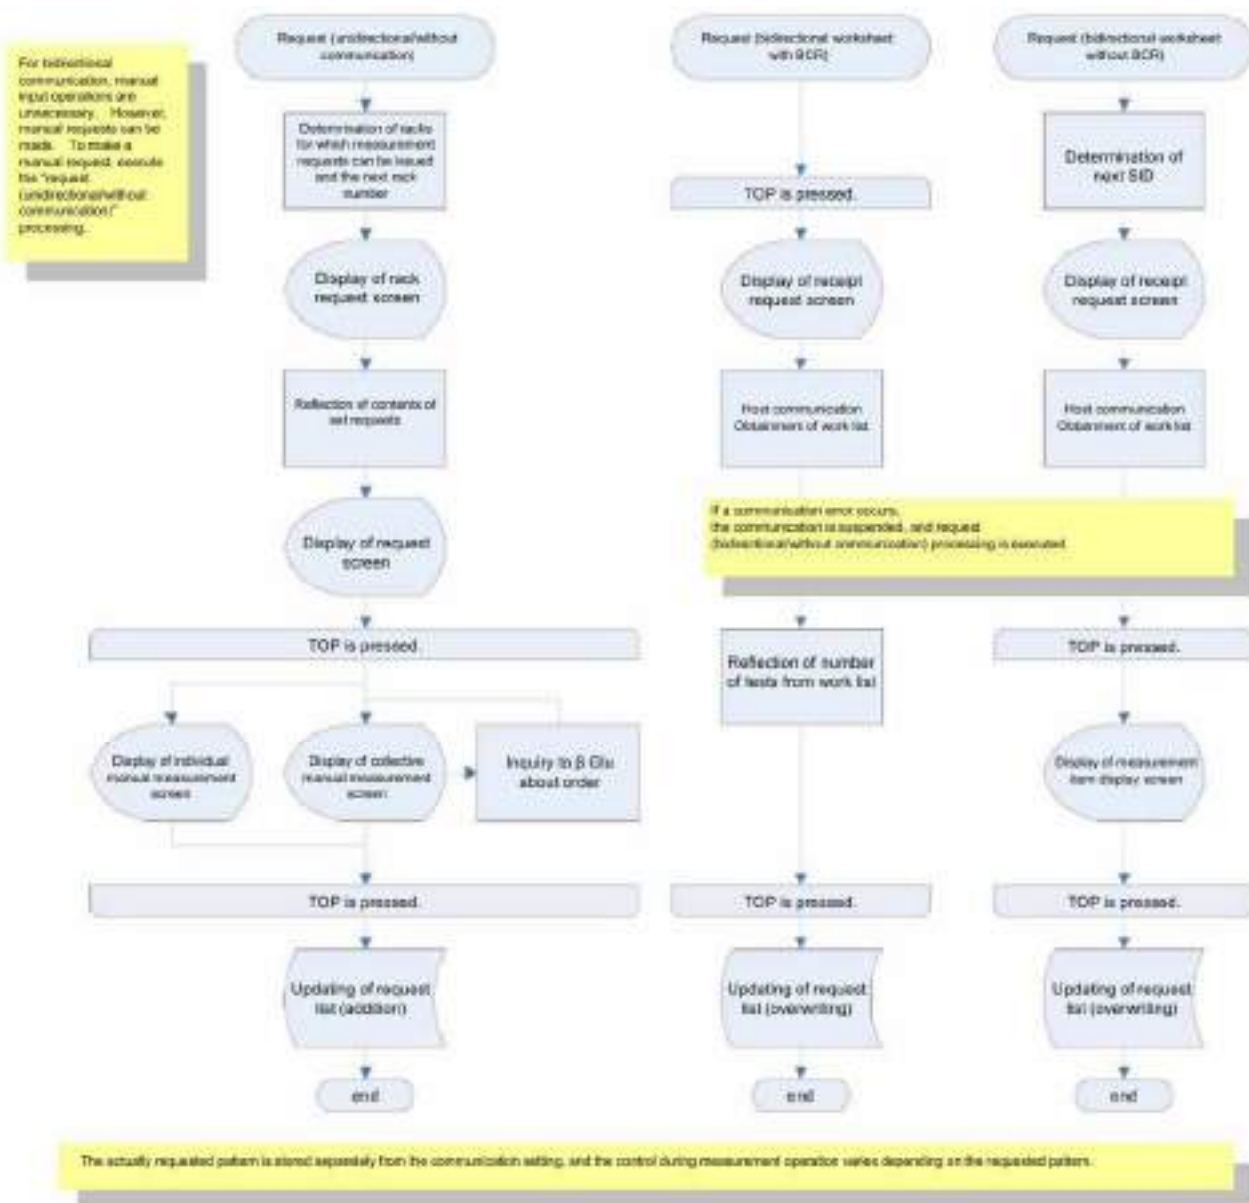 For bidirectional
communication, manual
input operations are
unnecessary. However,
manual requests can be
made. To make a
manual request, execute
the "request
(unidirectional/without
communication)"
processing.
Request (unidirectional/without
communication)
Determination of racks
for which measurement
requests can be issued
and the next rack
number
Display of rack
request screen
Reflection of contents of
set requests
Display of request
screen
TOP is pressed.
Display of individual
manual measurement
screen
Display of collective
manual measurement
screen
Inquiry to β Glu
about order
TOP is pressed.
Updating of request
list (addition)
end
Request (bidirectional worksheet
with BCR)
TOP is pressed.
Display of receipt
request screen
Host communication
Obtainment of work list
Request (bidirectional worksheet
without BCR)
Determination of
next SID
Display of receipt
request screen
Host communication
Obtainment of work list
If a communication error occurs,
the communication is suspended, and request
(bidirectional/without communication) processing is executed
Reflection of number
of tests from work list
TOP is pressed.
Updating of request
list (overwriting)
end
TOP is pressed.
Display of measurement
item display screen
TOP is pressed.
Updating of request
list (overwriting)
end
The actually requested pattern is stored separately from the communication setting, and the control during measurement operation varies depending on the requested pattern.